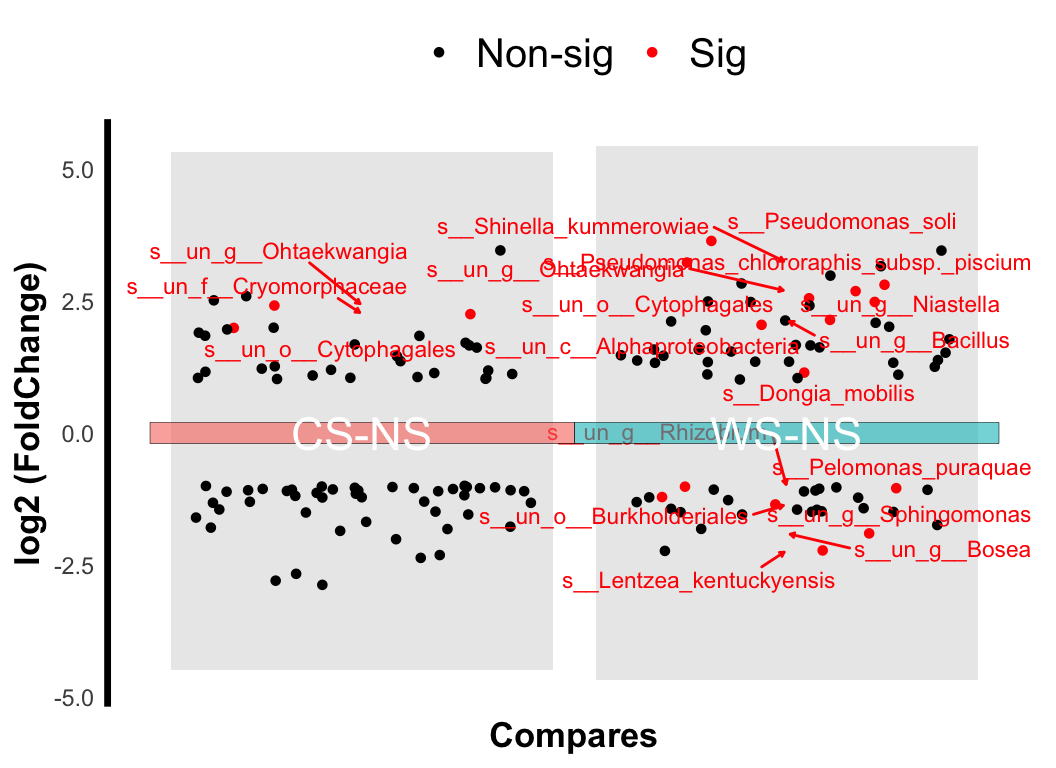 Non-sig Sig
log2 (FoldChange)
5.0
2.5
0.0
-2.5
-5.0
s__Pseudomonas_soli
s__Shinella_kummerowiae
s__un_g__Ohtaekwangia
s__Pseudomonas_chlororaphis_subsp._piscium
s__un_g__Ohtaekwangia
s__un_f__Cryomorphaceae
s__un_o__Cytophagales
s__un_g__Niastella
s__un_g__Bacillus
s__un_o__Cytophagales
s__un_c__Alphaproteobacteria
s__Dongia_mobilis
CS-NS
s__un_g__Rhizobium
WS-NS
s__Pelomonas_puraquae
s__un_o__Burkholderiales
s__un_g__Sphingomonas
s__un_g__Bosea
s__Lentzea_kentuckyensis
Compares